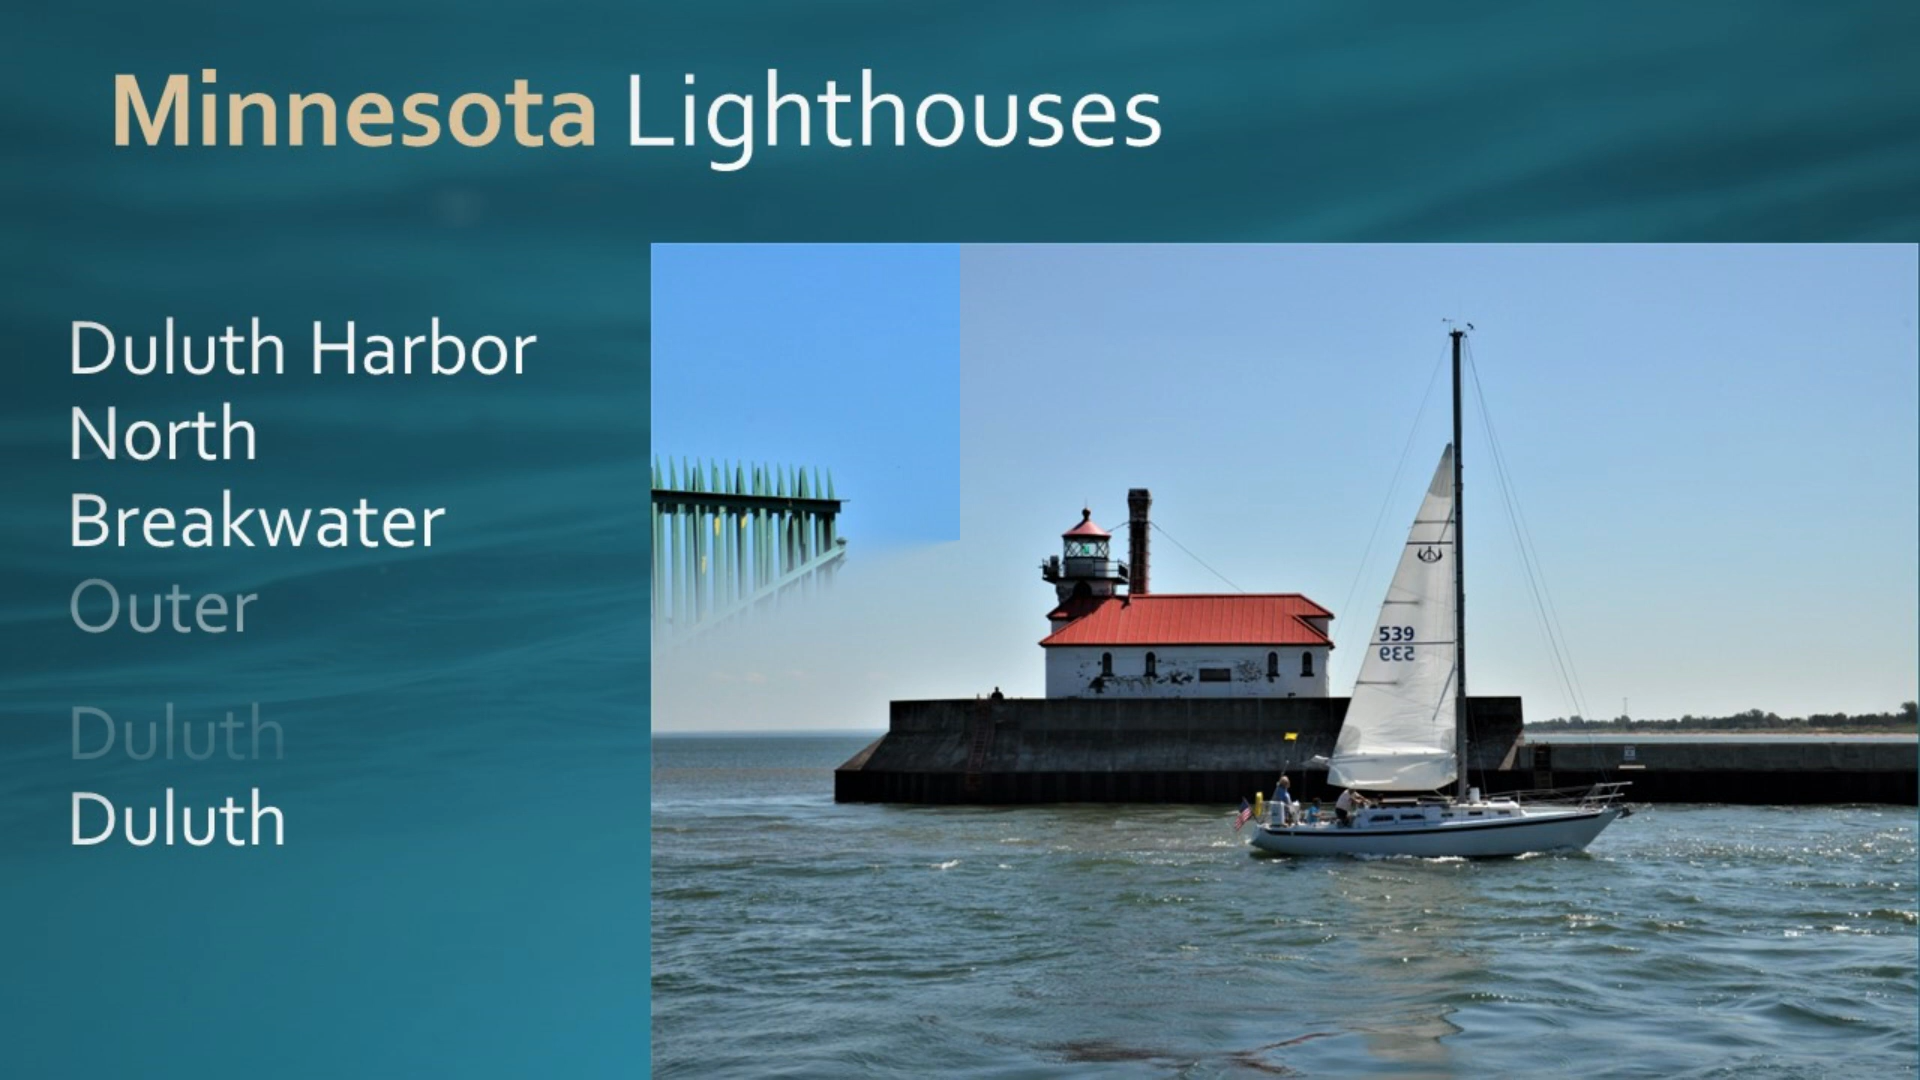 Minnesota Lighthouses
Duluth Harbor
North
Breakwater
Outer
Duluth
Duluth
539
539